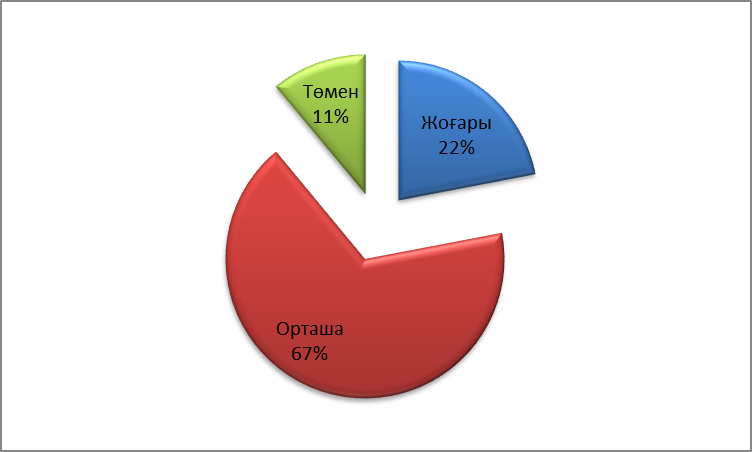 Төмен
11%
Жоғары
22%
Орташа
67%